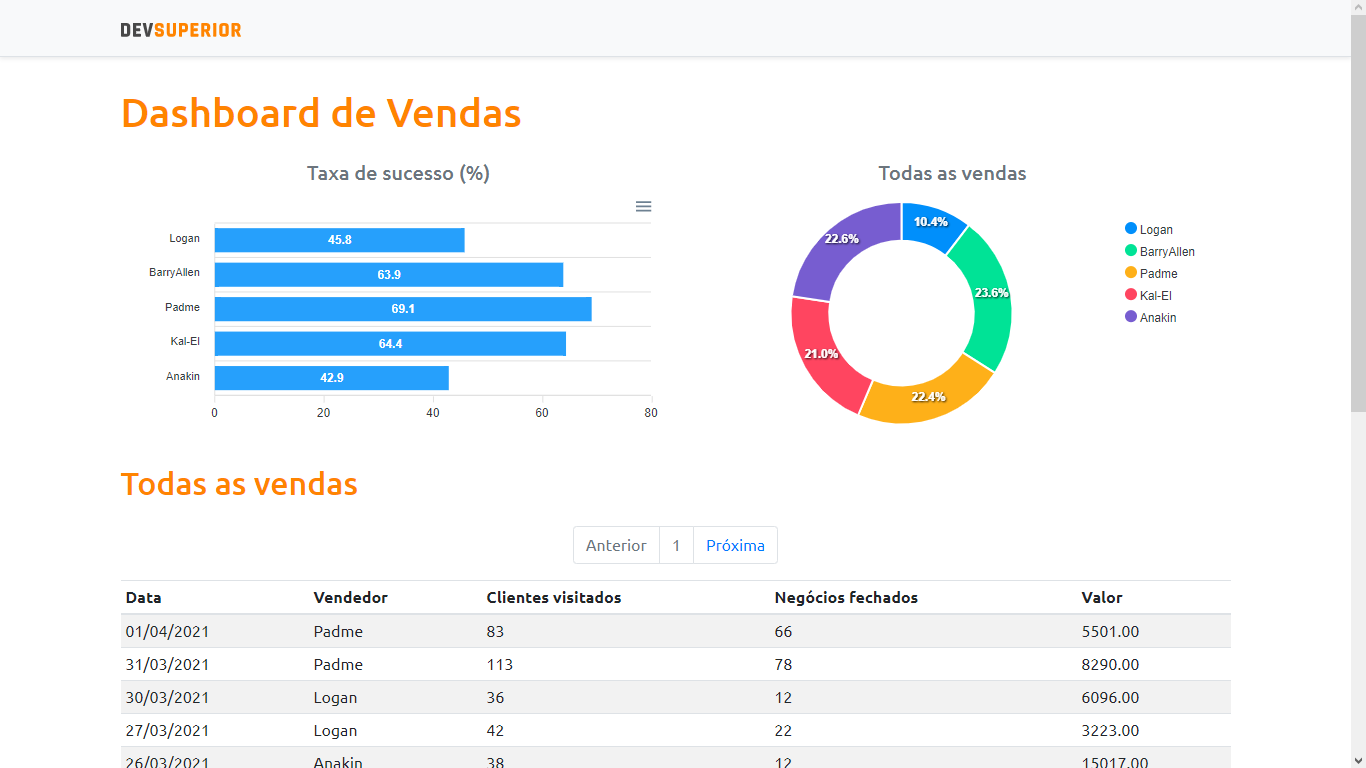 DEVSUPERIOR
Dashboard de Vendas
Taxa de sucesso (%)
Logan 45.8
BarryAllen 63.9
Padme 69.1
Kal-El 64.4
Anakin 42.9
0 20 40 60 80
Todas as vendas
10.4%
23.6%
22.4%
21.0%
22.6%
Logan
BarryAllen
Padme
Kal-El
Anakin
Todas as vendas
Anterior 1 Próxima
Data Vendedor Clientes visitados Negócios fechados Valor
01/04/2021 Padme 83 66 5501.00
31/03/2021 Padme 113 78 8290.00
30/03/2021 Logan 36 12 6096.00
27/03/2021 Logan 42 22 3223.00
26/03/2021 Anakin 38 12 15017.00